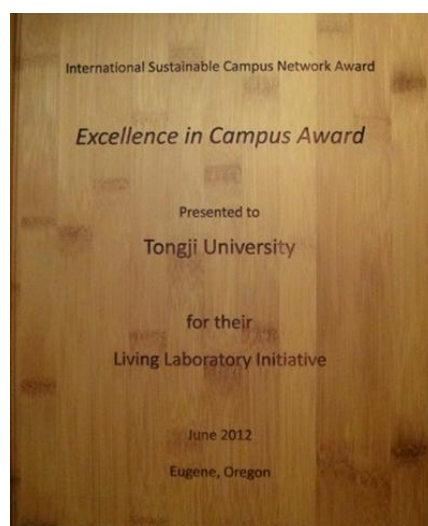 International Sustainable Campus Network Award
Excellence in Campus Award
Presented to
Tongji University
for their
Living Laboratory Initiative
June 2012
Eugene, Oregon